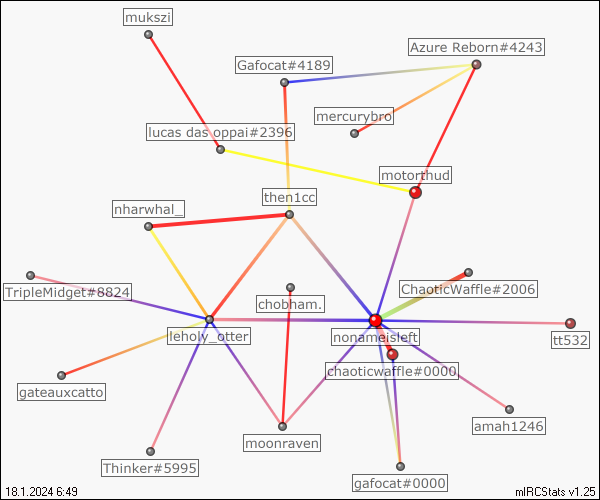 mukszi
Azure Reborn#4243
Gafocat#4189
mercurybro
lucas das oppai#2396
motorthud
then1cc
nharwhal_
TripleMidget#8824
chobham.
ChaoticWaffle#2006
leholy_otter
nonameisleft
tt532
chaoticwaffle#0000
gateauxcatto
amah1246
moonraven
Thinker#5995
gafocat#0000
18.1.2024 6:49
mIRCStats v1.25